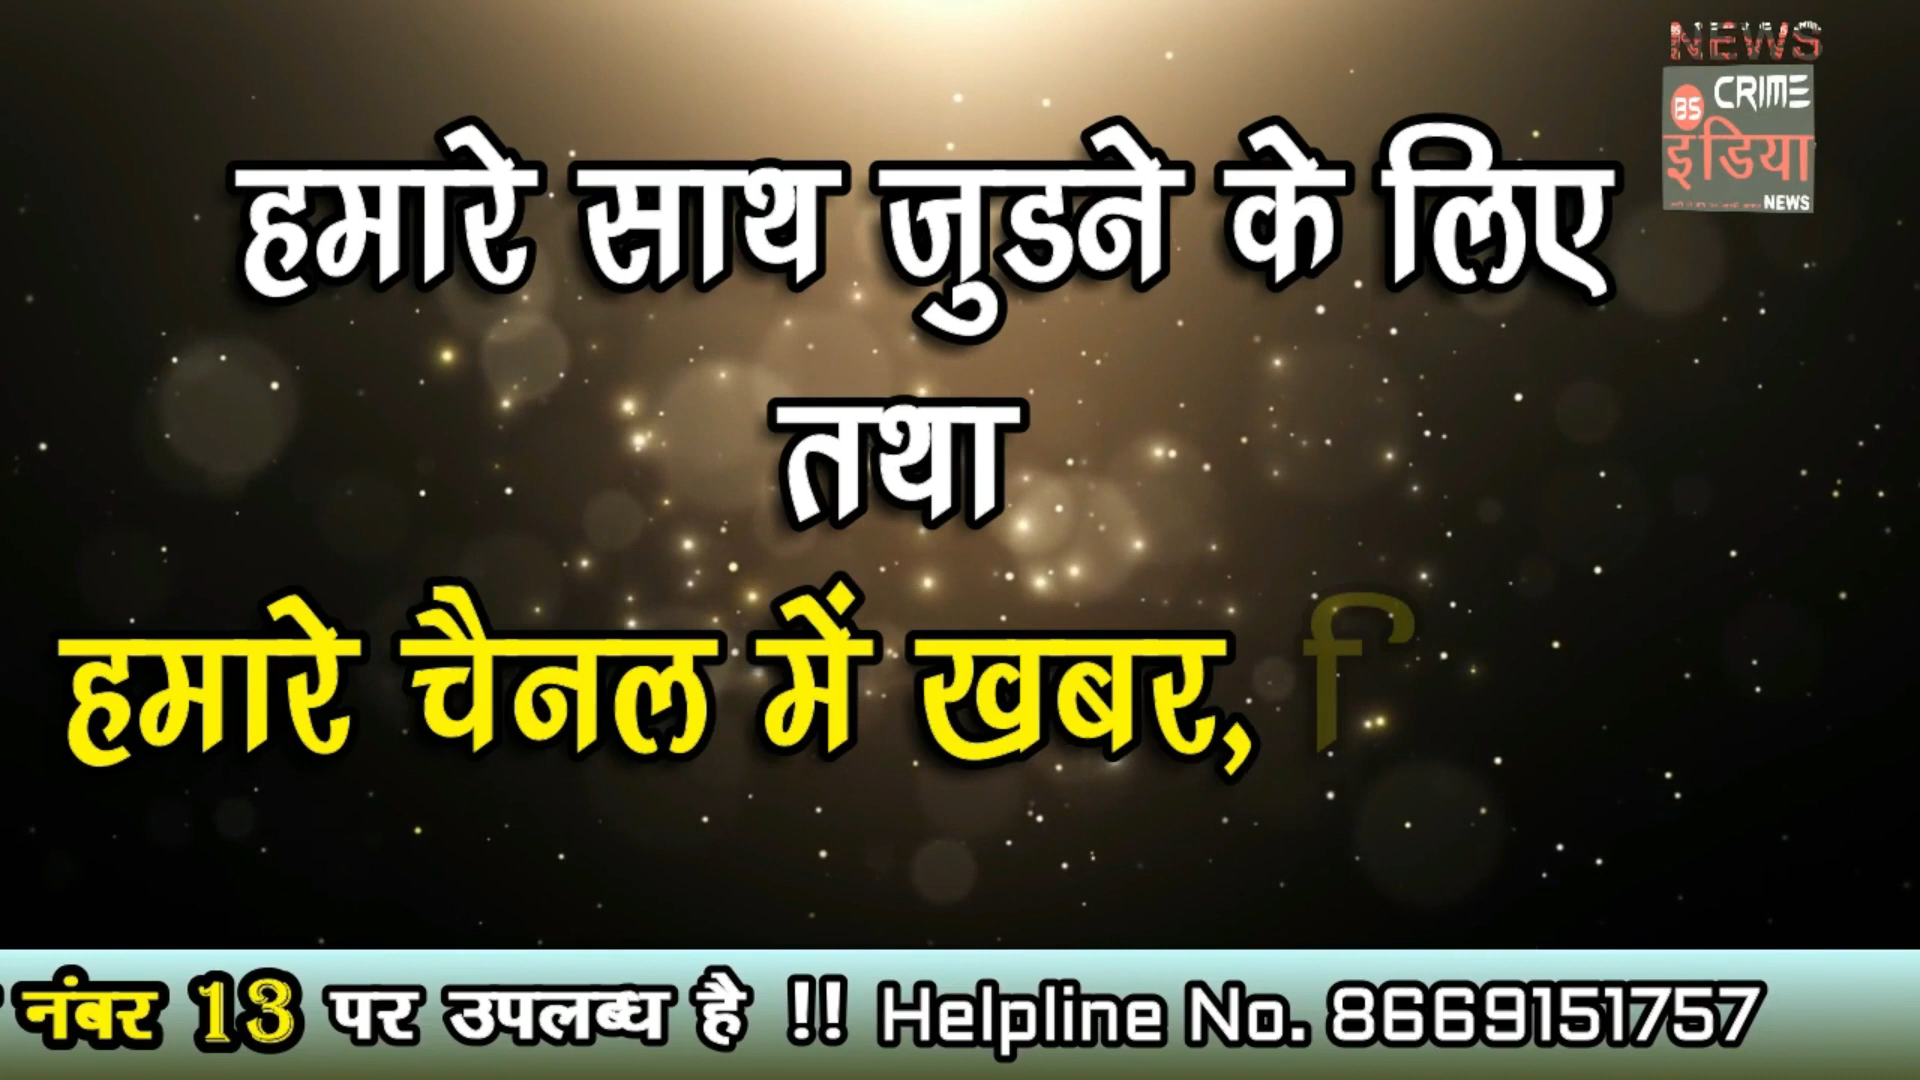 NEWS
BS CRIME
इंडिया
NEWS
हमारे साथ जुडने के लिए
तथा
हमारे चैनल में खबर,
नंबर 13 पर उपलब्ध है !! Helpline No. 8669151757